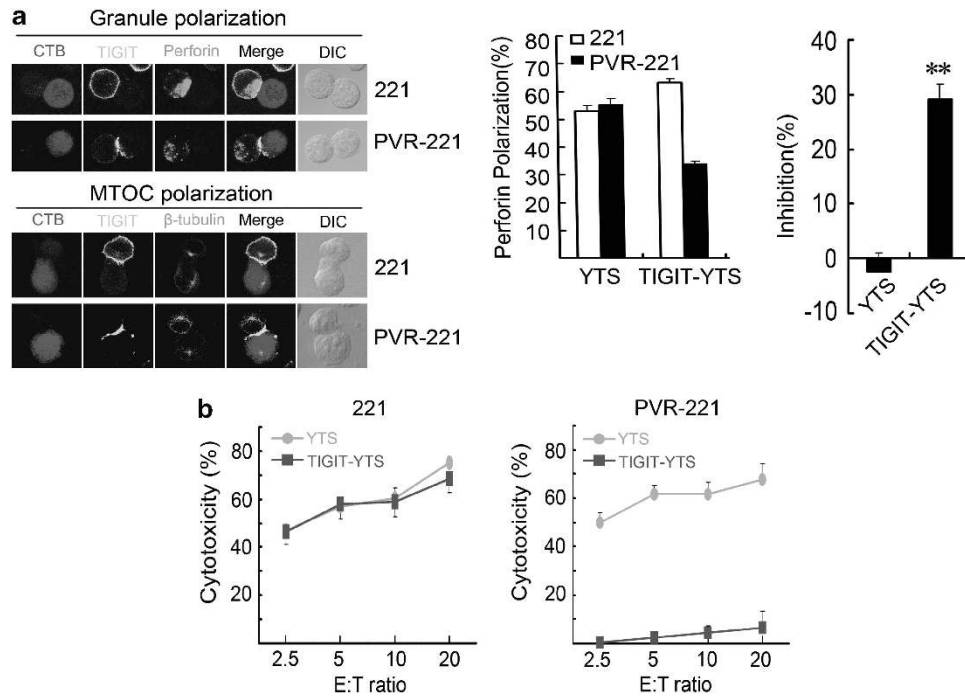 a
Granule polarization
CTB TIGIT Perforin Merge DIC
221
PVR-221
MTOC polarization
CTB TIGIT β-tubulin Merge DIC
221
PVR-221
Perforin Polarization(%)
80
70
60
50
40
30
20
10
221
PVR-221
YTS TIGIT-YTS
Inhibition(%)
40
30
20
10
0
-10
**
YTS
TIGIT-YTS
b
221
Cytotoxicity (%)
80
60
40
20
YTS
TIGIT-YTS
2.5 5 10 20
E:T ratio
PVR-221
Cytotoxicity (%)
80
60
40
20
YTS
TIGIT-YTS
2.5 5 10 20
E:T ratio